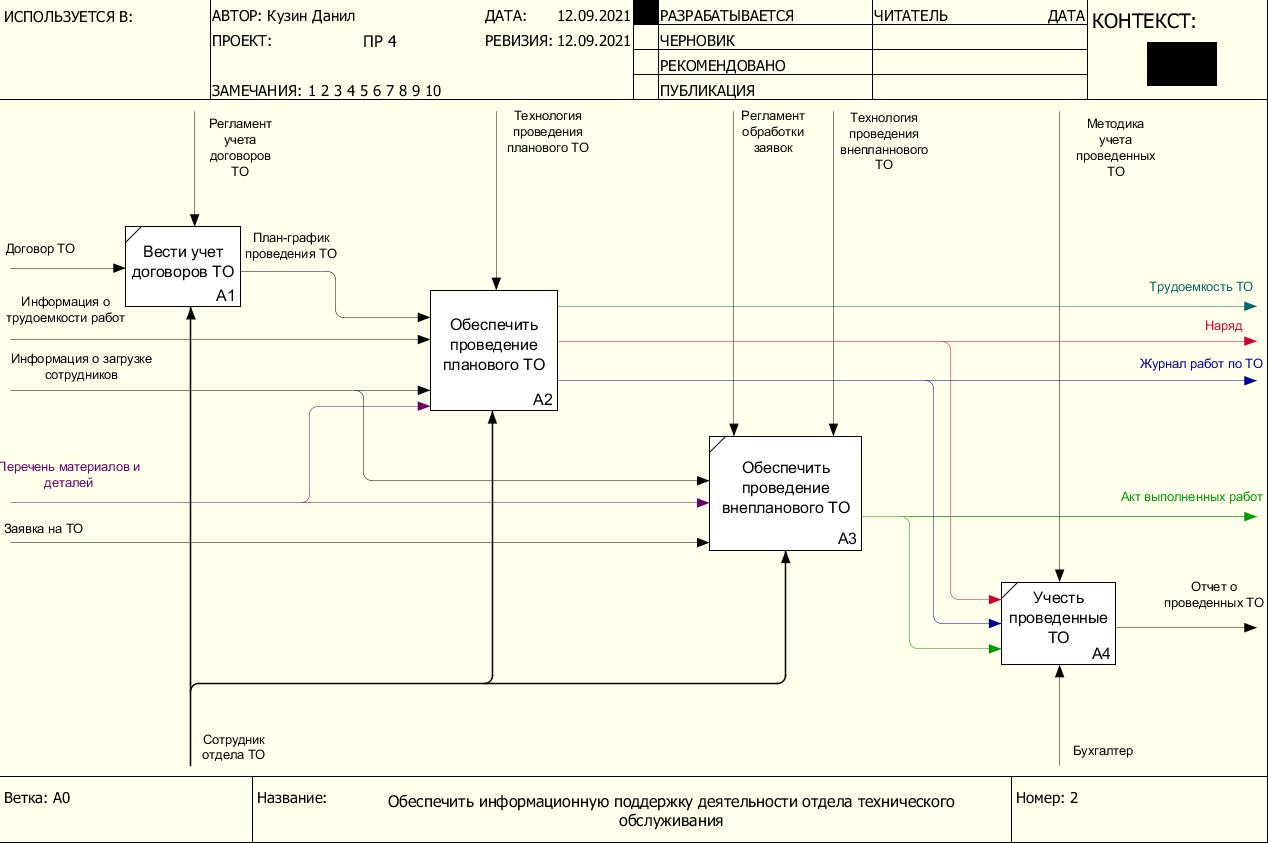 ИСПОЛЬЗУЕТСЯ В:
АВТОР: Кузин Данил
ДАТА: 12.09.2021
РАЗРАБАТЫВАЕТСЯ
ЧИТАТЕЛЬ
ДАТА
КОНТЕКСТ:
ПРОЕКТ: ПР 4
РЕВИЗИЯ: 12.09.2021
ЧЕРНОВИК
РЕКОМЕНДОВАНО
ЗАМЕЧАНИЯ: 1 2 3 4 5 6 7 8 9 10
ПУБЛИКАЦИЯ
Регламент
учета
договоров
ТО
Технология
проведения
планового ТО
Регламент
обработки
заявок
Технология
проведения
внепланнового
ТО
Методика
учета
проведенных
ТО
Договор ТО
Вести учет
договоров ТО
A1
План-график
проведения ТО
Информация о
трудоемкости работ
Информация о загрузке
сотрудников
Обеспечить
проведение
планового ТО
A2
Трудоемкость ТО
Наряд
Журнал работ по ТО
Перечень материалов и
деталей
Заявка на ТО
Обеспечить
проведение
внепланового ТО
A3
Акт выполненных работ
Учесть
проведенные
ТО
A4
Отчет о
проведенных ТО
Сотрудник
отдела ТО
Бухгалтер
Ветка: A0
Название:
Обеспечить информационную поддержку деятельности отдела технического
обслуживания
Номер: 2